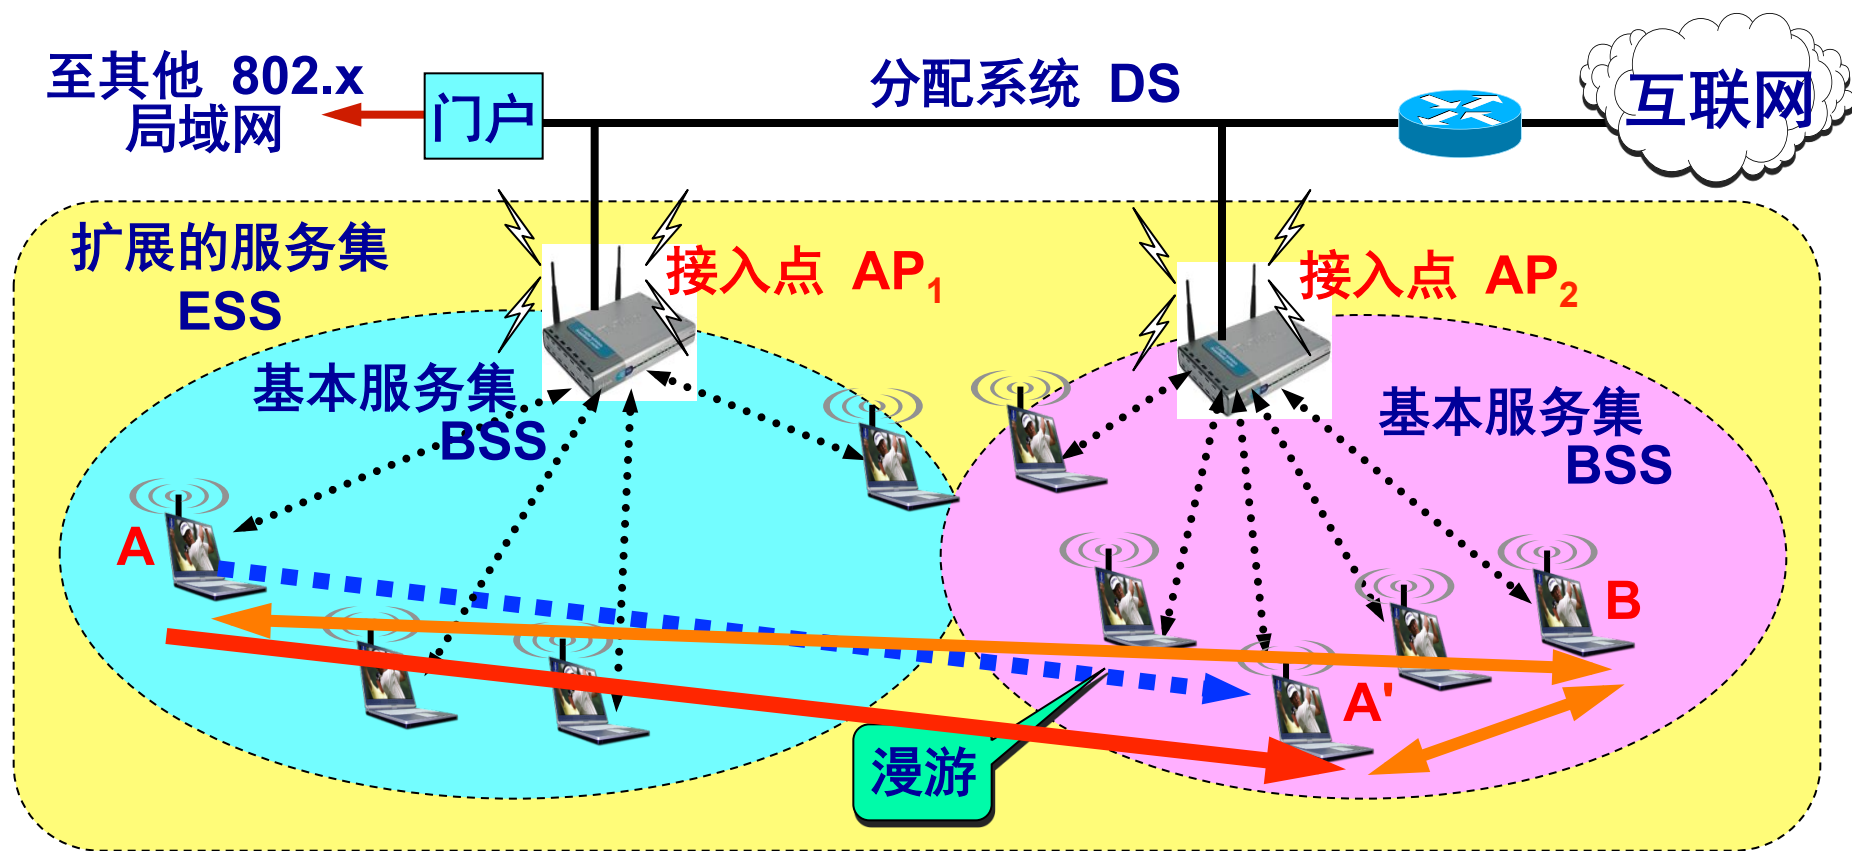 至其他 802.x
局域网
门户
分配系统 DS
互联网
扩展的服务集
ESS
接入点 AP₁
接入点 AP₂
基本服务集
BSS
基本服务集
BSS
A
B
A'
漫游